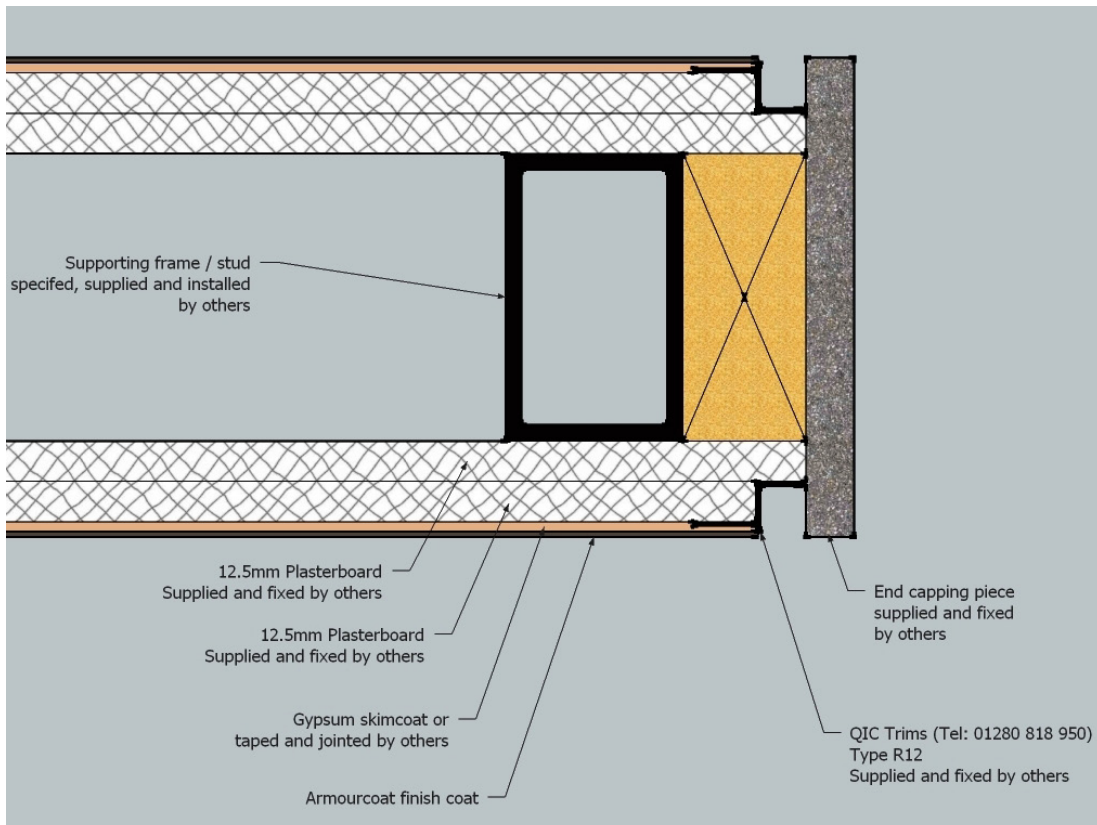 Supporting frame / stud
specifed, supplied and installed
by others
12.5mm Plasterboard
Supplied and fixed by others
12.5mm Plasterboard
Supplied and fixed by others
Gypsum skimcoat or
taped and jointed by others
Armourcoat finish coat
End capping piece
supplied and fixed
by others
QIC Trims (Tel: 01280 818 950)
Type R12
Supplied and fixed by others